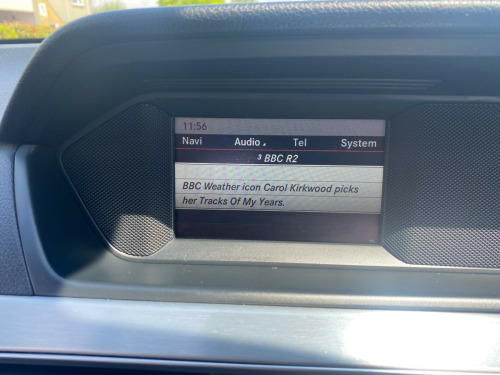 11:56
Navi Audio Tel System
3 BBC R2
BBC Weather icon Carol Kirkwood picks
her Tracks Of My Years.